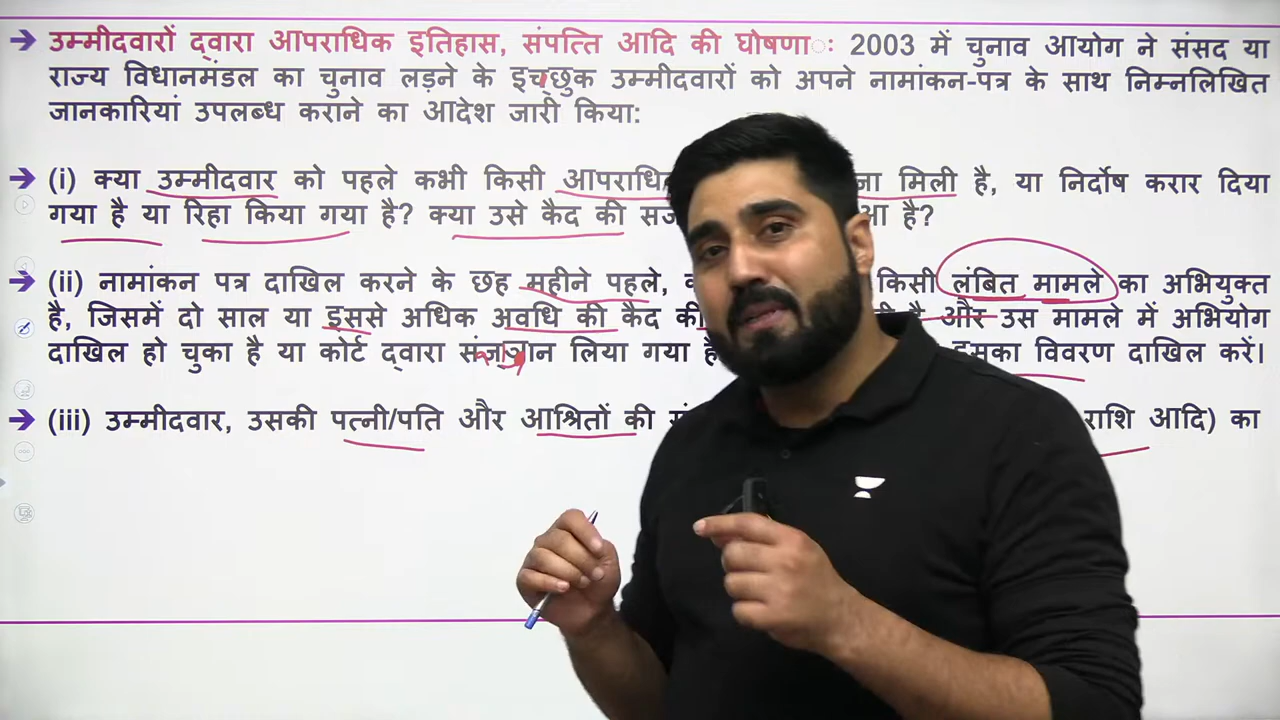 → उम्मीदवारों द्वारा आपराधिक इतिहास, संपत्ति आदि की घोषणाः 2003 में चुनाव आयोग ने संसद या
राज्य विधानमंडल का चुनाव लड़ने के इच्छुक उम्मीदवारों को अपने नामांकन-पत्र के साथ निम्नलिखित
जानकारियां उपलब्ध कराने का आदेश जारी किया:
→ (i) क्या उम्मीदवार को पहले कभी किसी मिली है, या निर्दोष करार दिया
गया है या रिहा किया गया है? क्या उसे कैद की है?
→ (ii) नामांकन पत्र दाखिल करने के छह महीने पहले, किसी लंबित मामले का अभियुक्त
है, जिसमें दो साल या इससे अधिक अवधि की कैद और उस मामले में अभियोग
दाखिल हो चुका है या कोर्ट द्वारा लिया गया विवरण दाखिल करें।
→ (iii) उम्मीदवार, उसकी पत्नी/पति और आश्रितों की राशि आदि) का